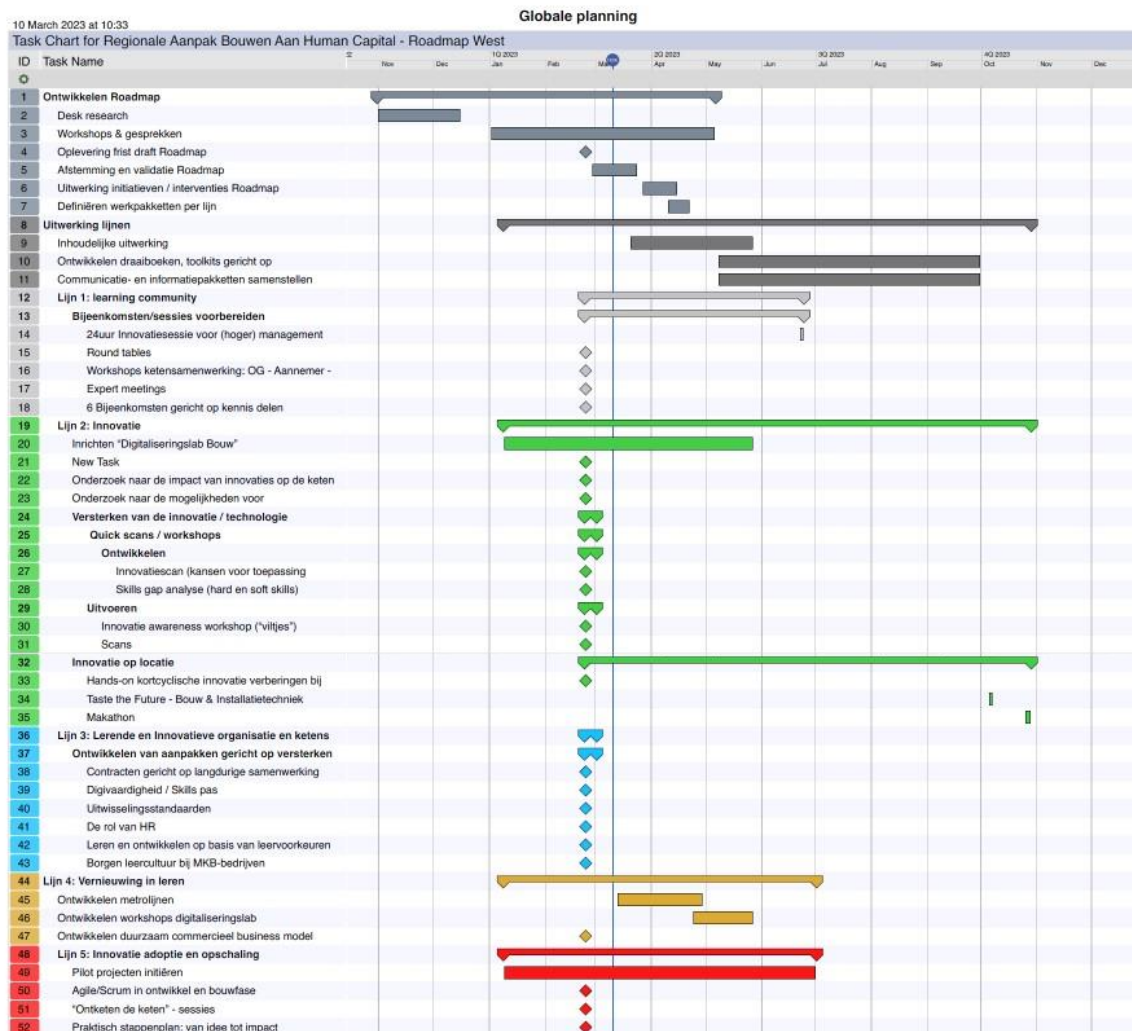 Globale planning
10 March 2023 at 10:33
Task Chart for Regionale Aanpak Bouwen Aan Human Capital - Roadmap West
1Q 2023 2Q 2023 3Q 2023 4Q 2023
ID Task Name Nov Dec Jan Feb Apr May Jun Jul Aug Sep Oct Nov Dec
1 Ontwikkelen Roadmap
2 Desk research
3 Workshops & gesprekken
4 Oplevering frist draft Roadmap
5 Afstemming en validatie Roadmap
6 Uitwerking initiatieven / interventies Roadmap
7 Definiëren werkpakketten per lijn
8 Uitwerking lijnen
9 Inhoudelijke uitwerking
10 Ontwikkelen draaiboeken, toolkits gericht op
11 Communicatie- en informatiepakketten samenstellen
12 Lijn 1: learning community
13 Bijeenkomsten/sessies voorbereiden
14 24uur Innovatiesessie voor (hoger) management
15 Round tables
16 Workshops ketensamenwerking: OG - Aannemer -
17 Expert meetings
18 6 Bijeenkomsten gericht op kennis delen
19 Lijn 2: Innovatie
20 Inrichten “Digitaliseringslab Bouw”
21 New Task
22 Onderzoek naar de impact van innovaties op de keten
23 Onderzoek naar de mogelijkheden voor
24 Versterken van de innovatie / technologie
25 Quick scans / workshops
26 Ontwikkelen
27 Innovatiescan (kansen voor toepassing
28 Skills gap analyse (hard en soft skills)
29 Uitvoeren
30 Innovatie awareness workshop (“viltjes”)
31 Scans
32 Innovatie op locatie
33 Hands-on kortcyclische innovatie verberingen bij
34 Taste the Future - Bouw & Installatietechniek
35 Makathon
36 Lijn 3: Lerende en Innovatieve organisatie en ketens
37 Ontwikkelen van aanpakken gericht op versterken
38 Contracten gericht op langdurige samenwerking
39 Digivaardigheid / Skills pas
40 Uitwisselingsstandaarden
41 De rol van HR
42 Leren en ontwikkelen op basis van leervoorkeuren
43 Borgen leercultuur bij MKB-bedrijven
44 Lijn 4: Vernieuwing in leren
45 Ontwikkelen metrolijnen
46 Ontwikkelen workshops digitaliseringslab
47 Ontwikkelen duurzaam commercieel business model
48 Lijn 5: Innovatie adoptie en opschaling
49 Pilot projecten initiëren
50 Agile/Scrum in ontwikkel en bouwfase
51 “Ontketen de keten” - sessies
52 Praktisch stappenplan: van idee tot impact